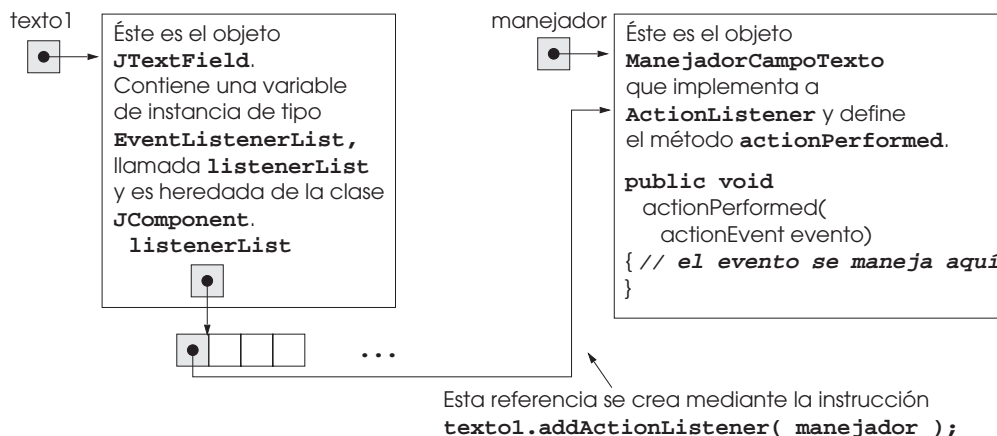 texto1
Éste es el objeto
JTextField.
Contiene una variable
de instancia de tipo
EventListenerList,
llamada listenerList
y es heredada de la clase
JComponent.
listenerList
...
manejador
Éste es el objeto
ManejadorCampoTexto
que implementa a
ActionListener y define
el método actionPerformed.
public void
actionPerformed(
actionEvent evento)
{ // el evento se maneja aquí
}
Esta referencia se crea mediante la instrucción
texto1.addActionListener( manejador );